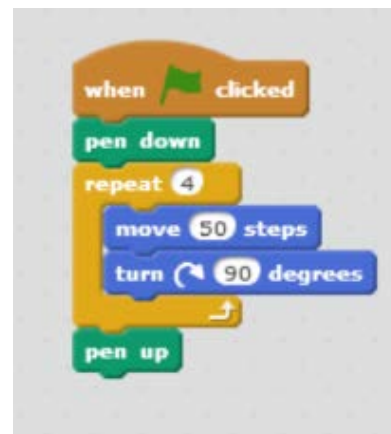 when clicked
pen down
repeat 4
move 50 steps
turn 90 degrees
pen up